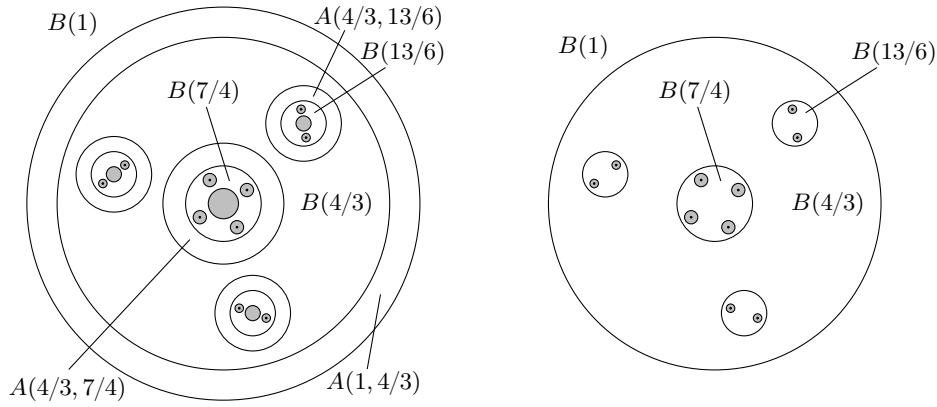 B(1)
A(4/3, 13/6)
B(13/6)
B(7/4)
B(4/3)
A(4/3, 7/4)
A(1, 4/3)
B(1)
B(13/6)
B(7/4)
B(4/3)